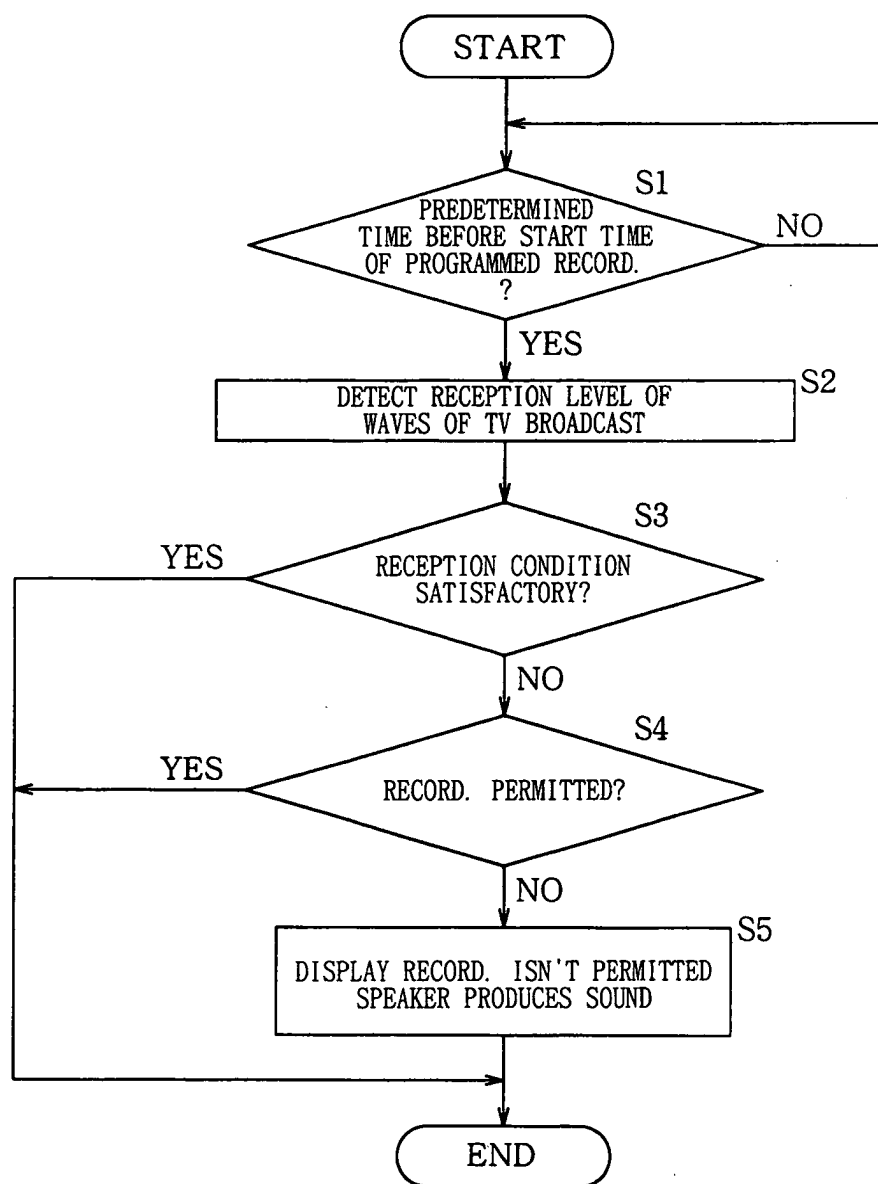 START
S1
PREDETERMINED
TIME BEFORE START TIME
OF PROGRAMMED RECORD.
?
NO
YES
S2
DETECT RECEPTION LEVEL OF
WAVES OF TV BROADCAST
S3
YES
RECEPTION CONDITION
SATISFACTORY?
NO
S4
YES
RECORD. PERMITTED?
NO
S5
DISPLAY RECORD. ISN'T PERMITTED
SPEAKER PRODUCES SOUND
END